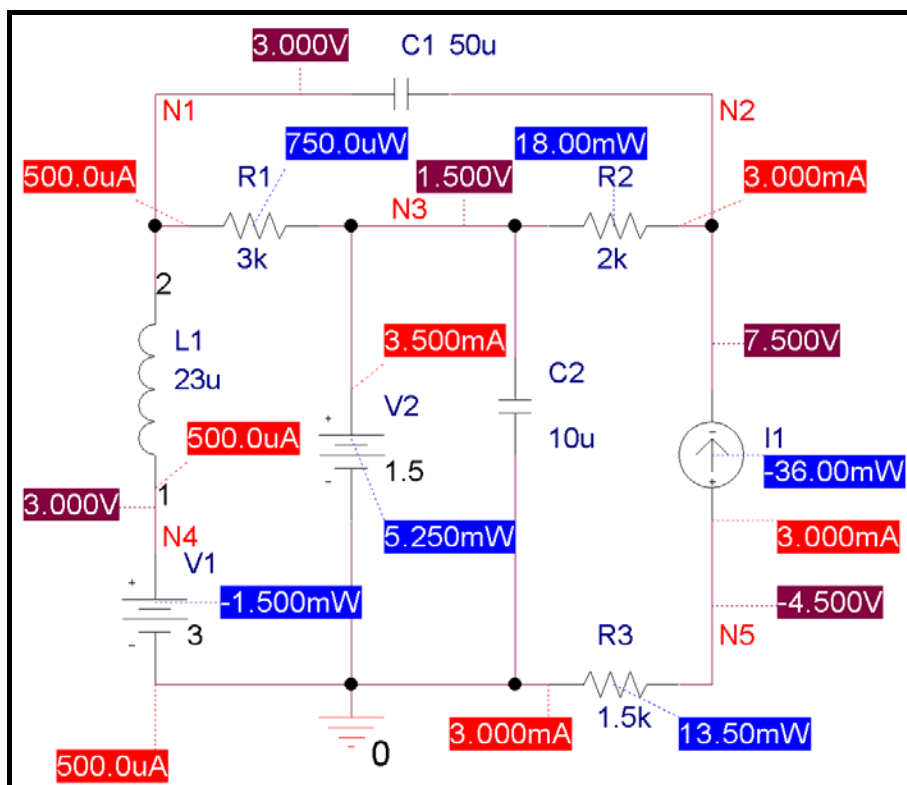 3.000V
C1 50u
N1
N2
750.0uW
18.00mW
500.0uA
R1
1.500V
R2
3.000mA
N3
3k
2k
2
L1
23u
3.500mA
7.500V
C2
V2
+
10u
-
I1
500.0uA
1.5
-36.00mW
-
+
1
3.000V
N4
5.250mW
3.000mA
V1
+
-1.500mW
-4.500V
3
-
R3
N5
1.5k
3.000mA
13.50mW
0
500.0uA